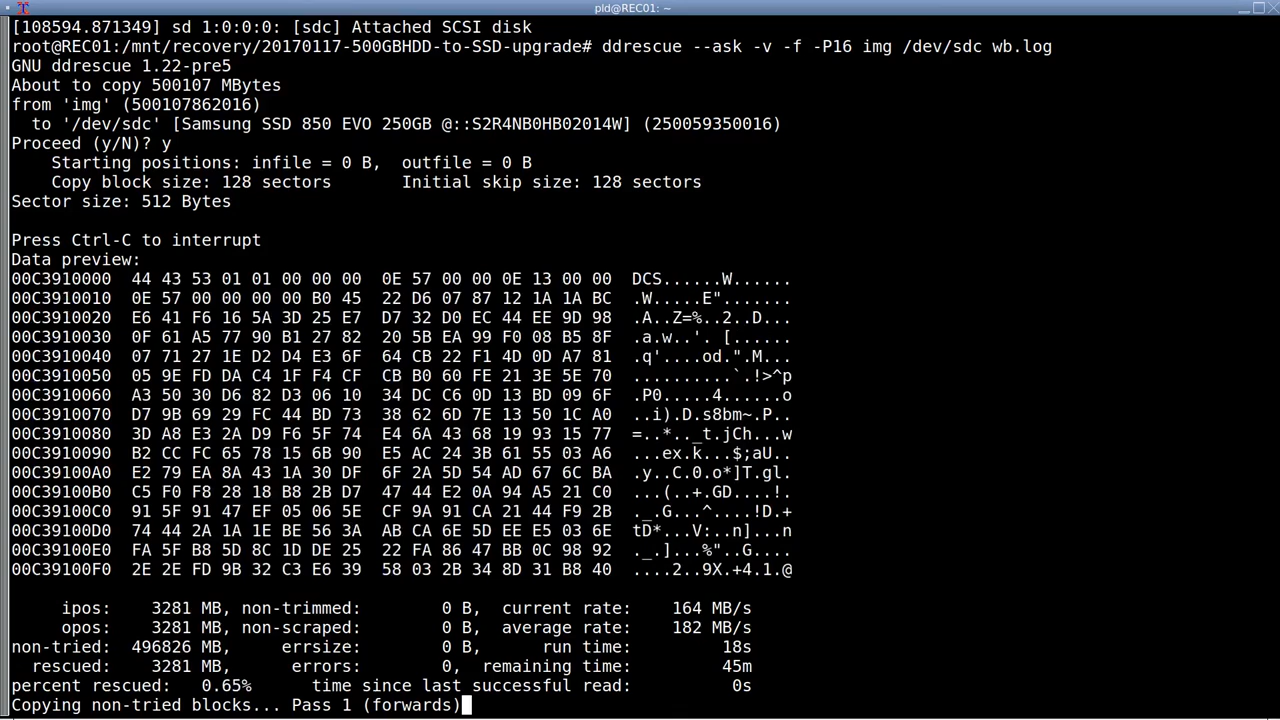 pld@REC01: ~
[108594.871349] sd 1:0:0:0: [sdc] Attached SCSI disk
root@REC01:/mnt/recovery/20170117-500GBHDD-to-SSD-upgrade# ddrescue --ask -v -f -P16 img /dev/sdc wb.log
GNU ddrescue 1.22-pre5
About to copy 500107 MBytes
from 'img' (500107862016)
  to '/dev/sdc' [Samsung SSD 850 EVO 250GB @::S2R4NB0HB02014W] (250059350016)
Proceed (y/N)? y
    Starting positions: infile = 0 B,  outfile = 0 B
    Copy block size: 128 sectors       Initial skip size: 128 sectors
Sector size: 512 Bytes
Press Ctrl-C to interrupt
Data preview:
00C3910000  44 43 53 01 01 00 00 00  0E 57 00 00 0E 13 00 00  DCS......W......
00C3910010  0E 57 00 00 00 00 B0 45  22 D6 07 87 12 1A 1A BC  .W.....E".......
00C3910020  E6 41 F6 16 5A 3D 25 E7  D7 32 D0 EC 44 EE 9D 98  .A..Z=%..2..D...
00C3910030  0F 61 A5 77 90 B1 27 82  20 5B EA 99 F0 08 B5 8F  .a.w..'. [......
00C3910040  07 71 27 1E D2 D4 E3 6F  64 CB 22 F1 4D 0D A7 81  .q'....od.".M...
00C3910050  05 9E FD DA C4 1F F4 CF  CB B0 60 FE 21 3E 5E 70  ..........`.!>^p
00C3910060  A3 50 30 D6 82 D3 06 10  34 DC C6 0D 13 BD 09 6F  .P0.....4......o
00C3910070  D7 9B 69 29 FC 44 BD 73  38 62 6D 7E 13 50 1C A0  ..i).D.s8bm~.P..
00C3910080  3D A8 E3 2A D9 F6 5F 74  E4 6A 43 68 19 93 15 77  =..*.._t.jCh...w
00C3910090  B2 CC FC 65 78 15 6B 90  E5 AC 24 3B 61 55 03 A6  ...ex.k...$;aU..
00C39100A0  E2 79 EA 8A 43 1A 30 DF  6F 2A 5D 54 AD 67 6C BA  .y..C.0.o*]T.gl.
00C39100B0  C5 F0 F8 28 18 B8 2B D7  47 44 E2 0A 94 A5 21 C0  ...(..+.GD....!.
00C39100C0  91 5F 91 47 EF 05 06 5E  CF 9A 91 CA 21 44 F9 2B  ._.G...^....!D.+
00C39100D0  74 44 2A 1A 1E BE 56 3A  AB CA 6E 5D EE E5 03 6E  tD*...V:..n]...n
00C39100E0  FA 5F B8 5D 8C 1D DE 25  22 FA 86 47 BB 0C 98 92  ._.]...%"..G....
00C39100F0  2E 2E FD 9B 32 C3 E6 39  58 03 2B 34 8D 31 B8 40  ....2..9X.+4.1.@
     ipos:    3281 MB, non-trimmed:        0 B,  current rate:    164 MB/s
     opos:    3281 MB, non-scraped:        0 B,  average rate:    182 MB/s
non-tried:  496826 MB,     errsize:        0 B,      run time:         18s
  rescued:    3281 MB,      errors:        0,  remaining time:         45m
percent rescued:   0.65%      time since last successful read:          0s
Copying non-tried blocks... Pass 1 (forwards)